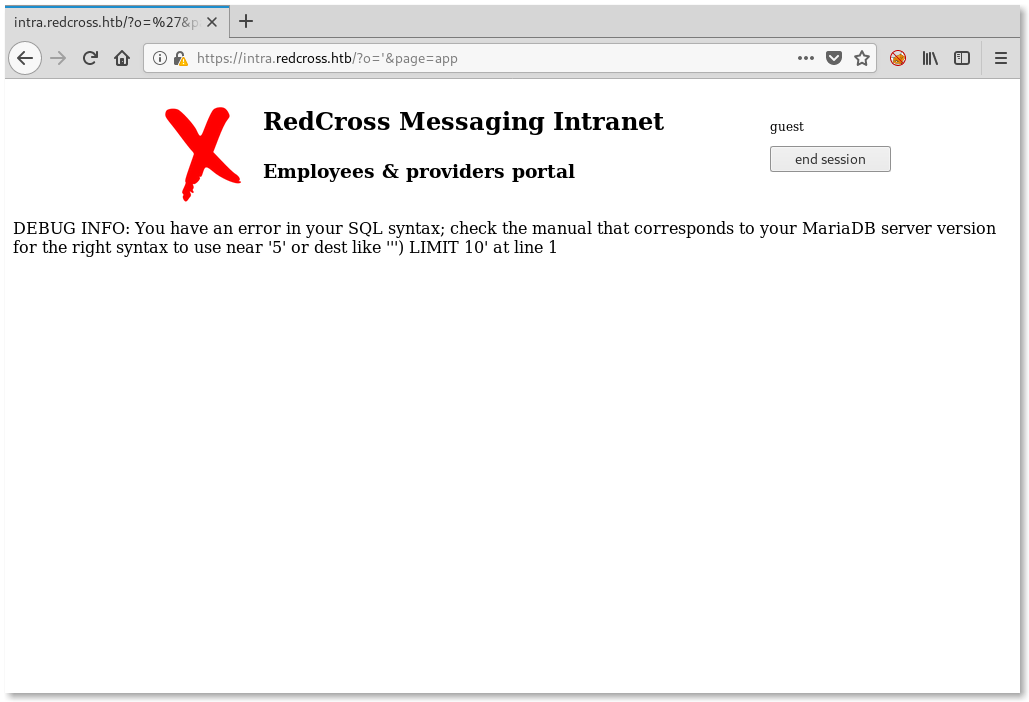 intra.redcross.htb/?o=%27&p
https://intra.redcross.htb/?o='&page=app
RedCross Messaging Intranet
guest
end session
Employees & providers portal
DEBUG INFO: You have an error in your SQL syntax; check the manual that corresponds to your MariaDB server version
for the right syntax to use near '5' or dest like ''') LIMIT 10' at line 1